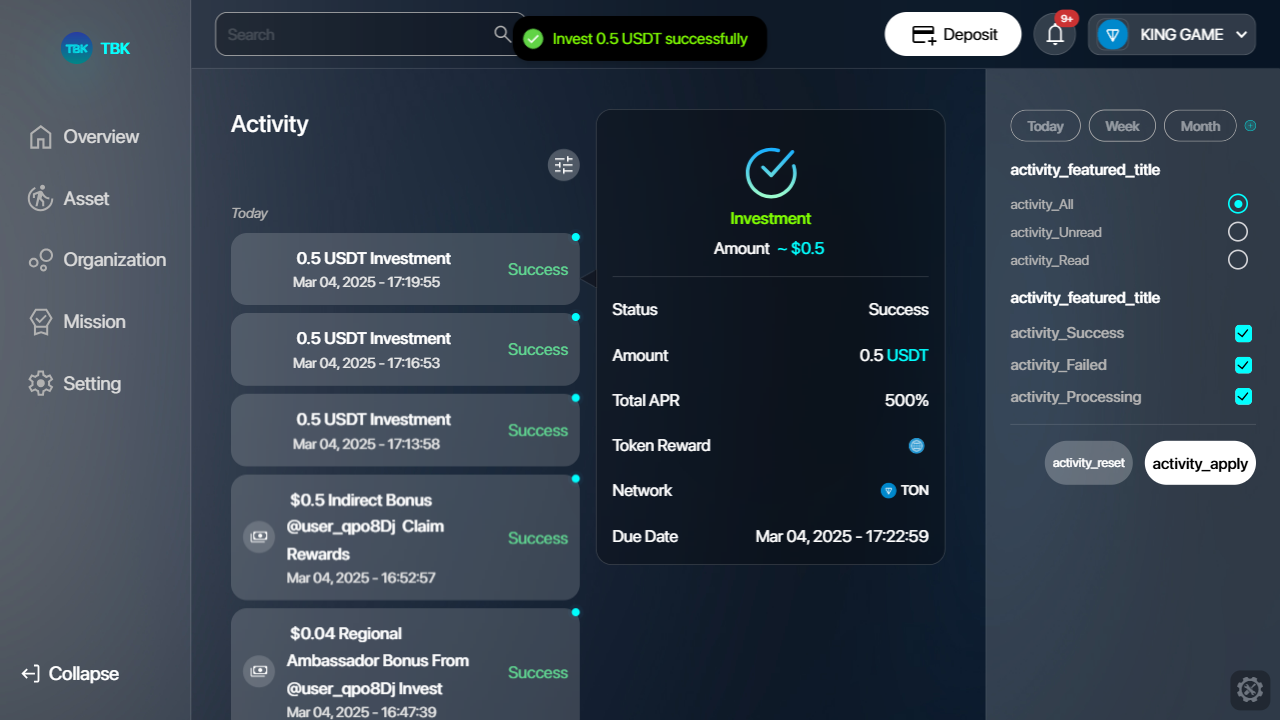 TBK TBK
Search
Invest 0.5 USDT successfully
Deposit
9+
KING GAME
Overview
Asset
Organization
Mission
Setting
Collapse
Activity
Today
0.5 USDT Investment
Mar 04, 2025 - 17:19:55
Success
0.5 USDT Investment
Mar 04, 2025 - 17:16:53
Success
0.5 USDT Investment
Mar 04, 2025 - 17:13:58
Success
$0.5 Indirect Bonus
@user_qpo8Dj Claim
Rewards
Mar 04, 2025 - 16:52:57
Success
$0.04 Regional
Ambassador Bonus From
@user_qpo8Dj Invest
Mar 04, 2025 - 16:47:39
Success
Investment
Amount ~ $0.5
Status Success
Amount 0.5 USDT
Total APR 500%
Token Reward
Network TON
Due Date Mar 04, 2025 - 17:22:59
Today Week Month
activity_featured_title
activity_All
activity_Unread
activity_Read
activity_featured_title
activity_Success
activity_Failed
activity_Processing
activity_reset activity_apply